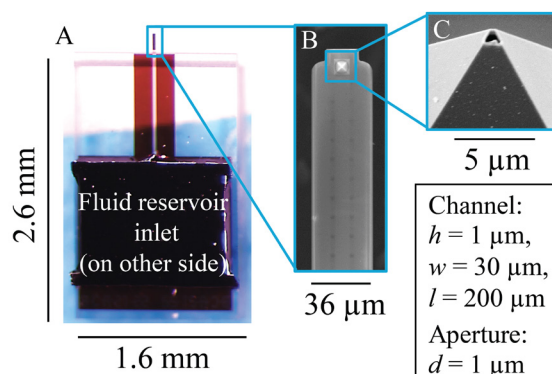 A
B
C
2.6 mm
Fluid reservoir
inlet
(on other side)
1.6 mm
36 µm
5 µm
Channel:
h = 1 µm,
w = 30 µm,
l = 200 µm
Aperture:
d = 1 µm